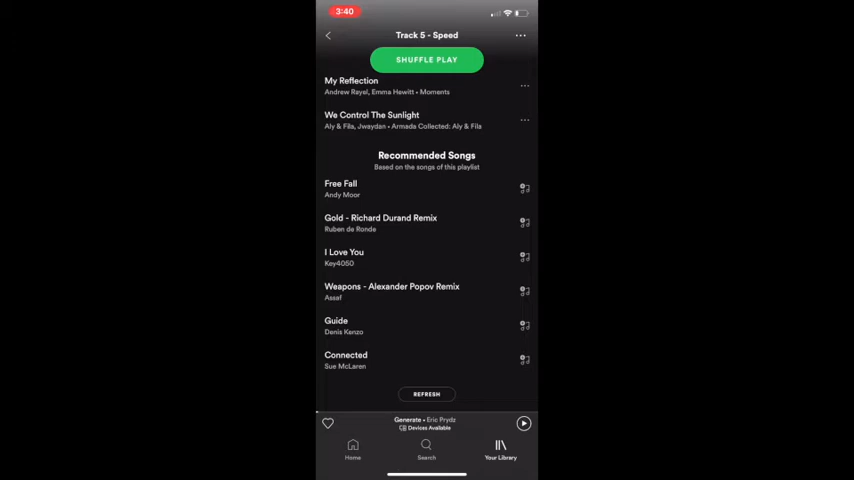 3:40
Track 5 - Speed
SHUFFLE PLAY
My Reflection
Andrew Rayel, Emma Hewitt • Moments
We Control The Sunlight
Aly & Fila, Jwaydan • Armada Collected: Aly & Fila
Recommended Songs
Based on the songs of this playlist
Free Fall
Andy Moor
Gold - Richard Durand Remix
Ruben de Ronde
I Love You
Key4050
Weapons - Alexander Popov Remix
Assaf
Guide
Denis Kenzo
Connected
Sue McLaren
REFRESH
Generate • Eric Prydz
Devices Available
Home
Search
Your Library